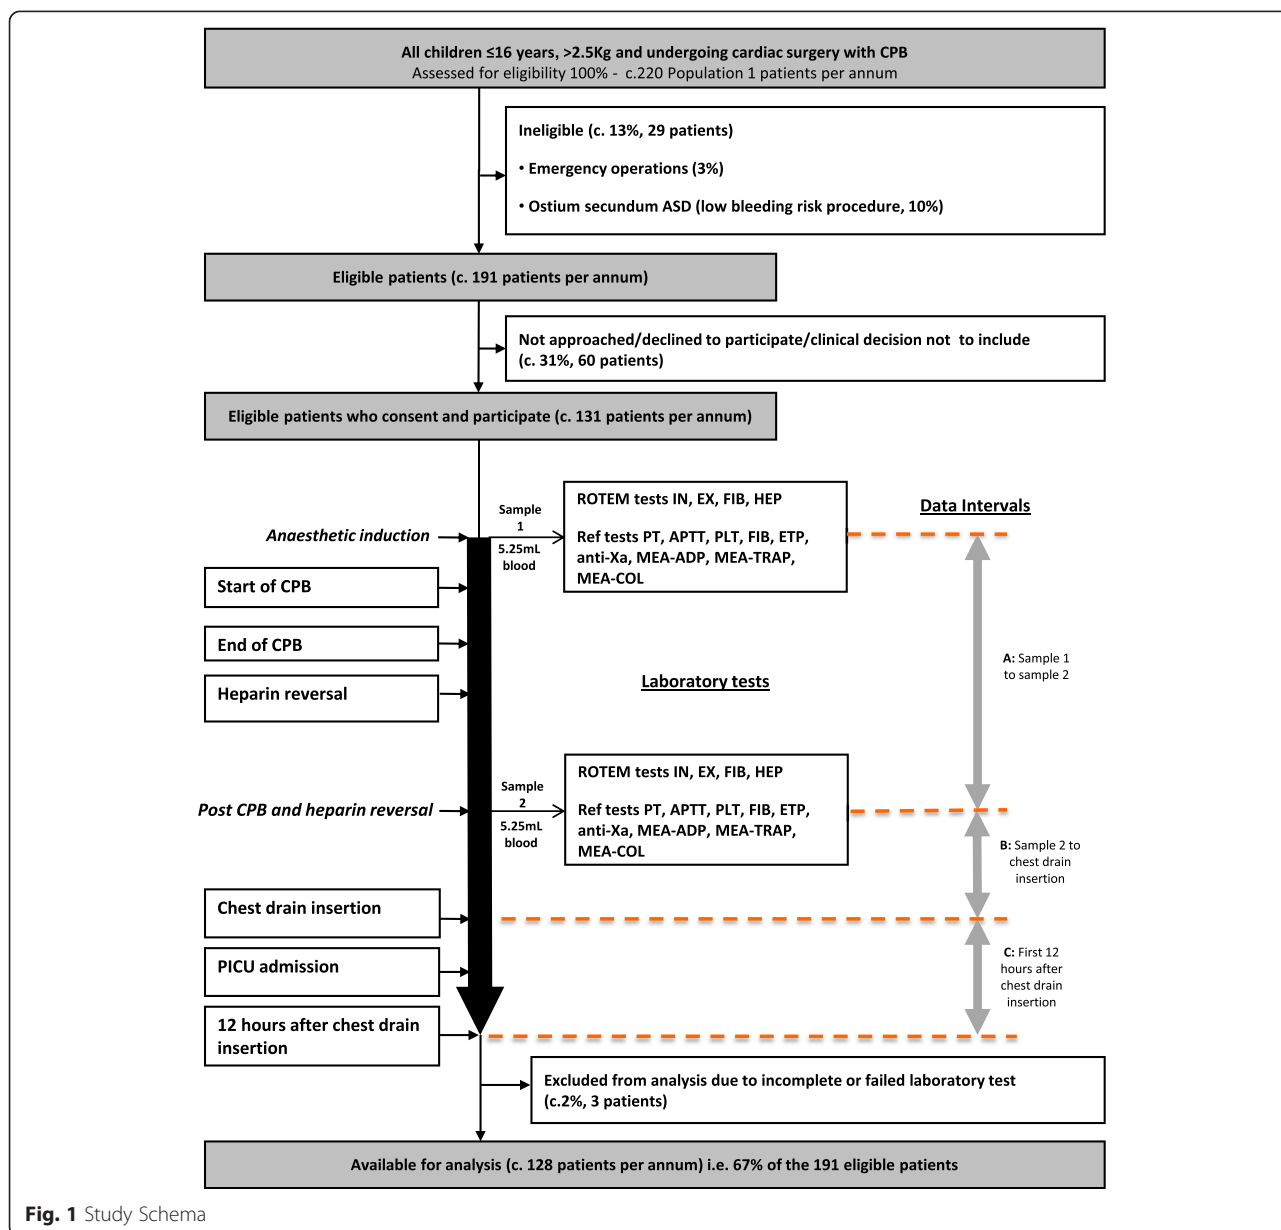 All children ≤16 years, >2.5Kg and undergoing cardiac surgery with CPB
Assessed for eligibility 100% - c.220 Population 1 patients per annum
Ineligible (c. 13%, 29 patients)
• Emergency operations (3%)
• Ostium secundum ASD (low bleeding risk procedure, 10%)
Eligible patients (c. 191 patients per annum)
Not approached/declined to participate/clinical decision not to include
(c. 31%, 60 patients)
Eligible patients who consent and participate (c. 131 patients per annum)
Anaesthetic induction
Sample
1
5.25mL
blood
ROTEM tests IN, EX, FIB, HEP
Ref tests PT, APTT, PLT, FIB, ETP,
anti-Xa, MEA-ADP, MEA-TRAP,
MEA-COL
Data Intervals
Start of CPB
End of CPB
Heparin reversal
Laboratory tests
A: Sample 1
to sample 2
Post CPB and heparin reversal
Sample
2
5.25mL
blood
ROTEM tests IN, EX, FIB, HEP
Ref tests PT, APTT, PLT, FIB, ETP,
anti-Xa, MEA-ADP, MEA-TRAP,
MEA-COL
B: Sample 2 to
chest drain
insertion
Chest drain insertion
PICU admission
C: First 12
hours after
chest drain
insertion
12 hours after chest drain
insertion
Excluded from analysis due to incomplete or failed laboratory test
(c.2%, 3 patients)
Available for analysis (c. 128 patients per annum) i.e. 67% of the 191 eligible patients
Fig. 1 Study Schema